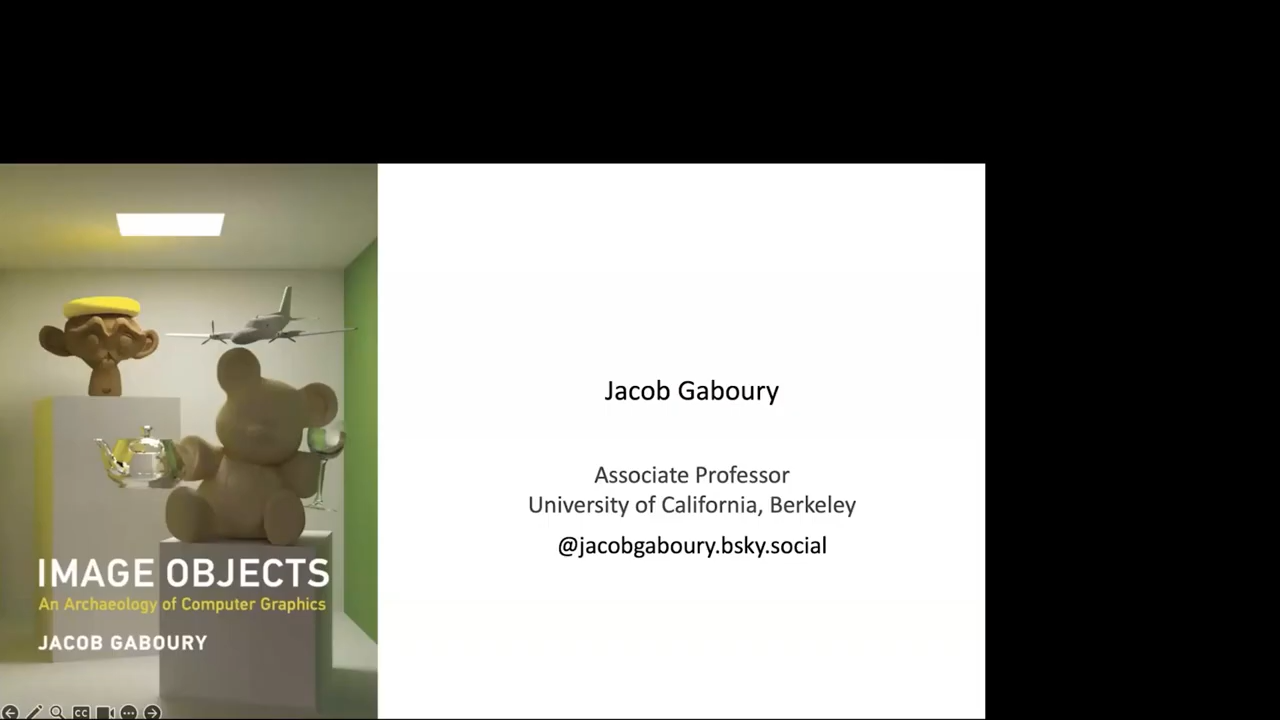 IMAGE OBJECTS
An Archaeology of Computer Graphics
JACOB GABOURY
Jacob Gaboury
Associate Professor
University of California, Berkeley
@jacobgaboury.bsky.social
CC